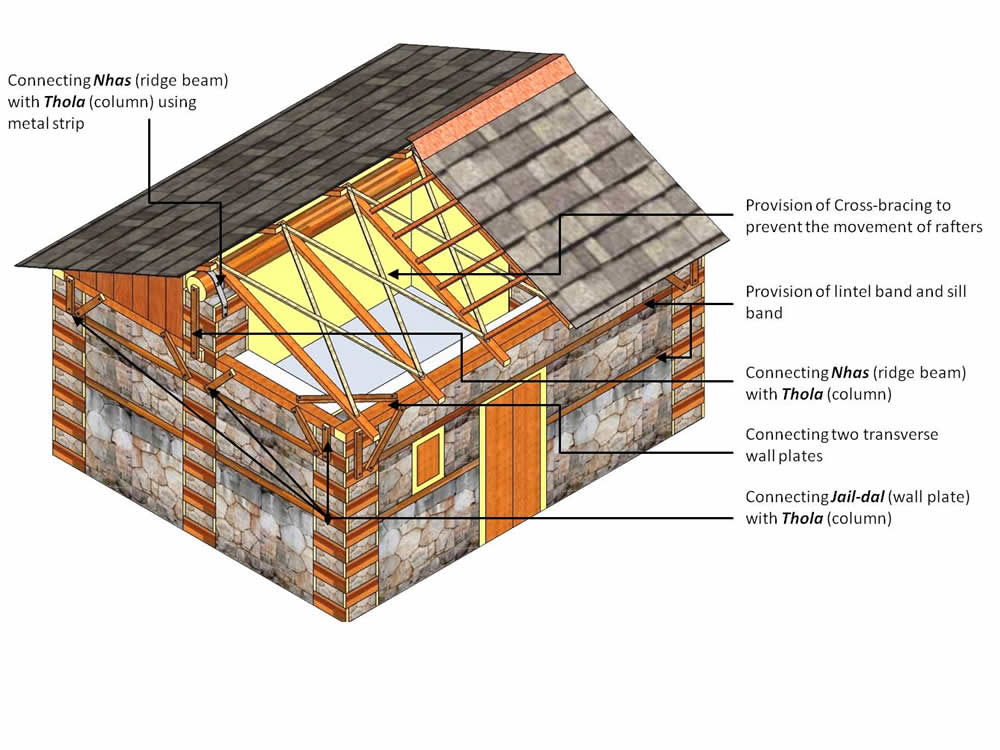 Connecting Nhas (ridge beam)
with Thola (column) using
metal strip
Provision of Cross-bracing to
prevent the movement of rafters
Provision of lintel band and sill
band
Connecting Nhas (ridge beam)
with Thola (column)
Connecting two transverse
wall plates
Connecting Jail-dal (wall plate)
with Thola (column)